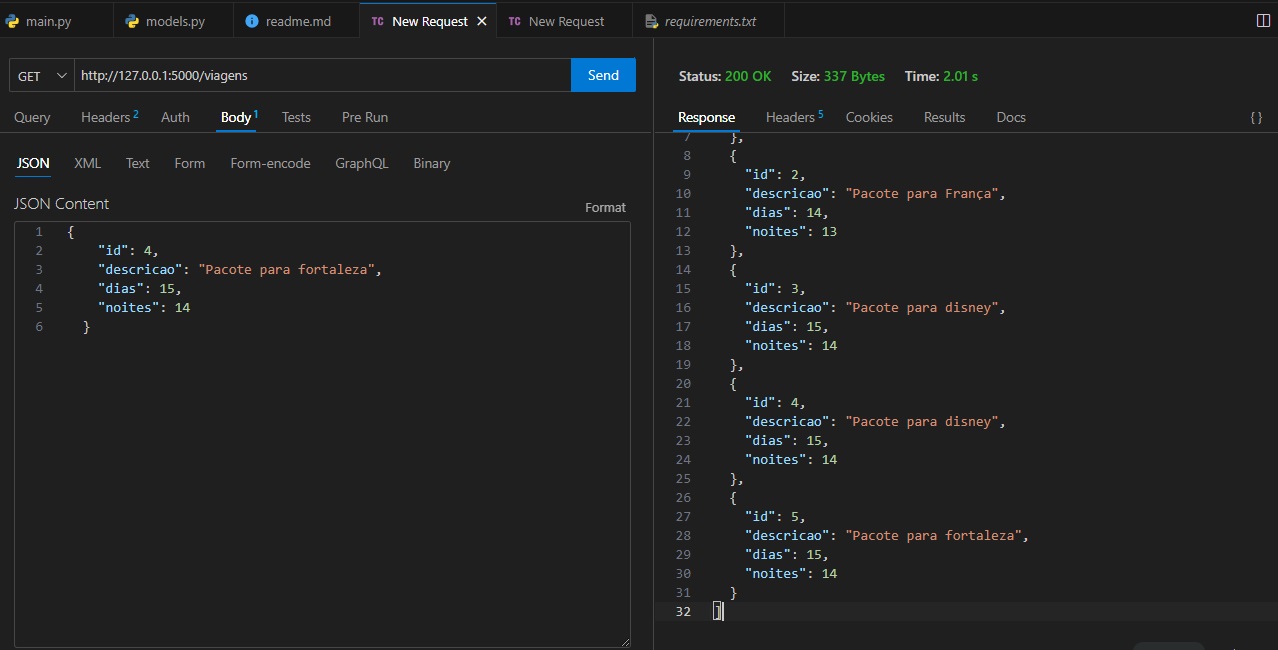 main.py models.py readme.md TC New Request TC New Request requirements.txt
GET http://127.0.0.1:5000/viagens Send
Query Headers 2 Auth Body 1 Tests Pre Run
JSON XML Text Form Form-encode GraphQL Binary
JSON Content
Format
1 {
2 "id": 4,
3 "descricao": "Pacote para fortaleza",
4 "dias": 15,
5 "noites": 14
6 }
Status: 200 OK Size: 337 Bytes Time: 2.01 s
Response Headers 5 Cookies Results Docs { }
7 },
8 {
9 "id": 2,
10 "descricao": "Pacote para França",
11 "dias": 14,
12 "noites": 13
13 },
14 {
15 "id": 3,
16 "descricao": "Pacote para disney",
17 "dias": 15,
18 "noites": 14
19 },
20 {
21 "id": 4,
22 "descricao": "Pacote para disney",
23 "dias": 15,
24 "noites": 14
25 },
26 {
27 "id": 5,
28 "descricao": "Pacote para fortaleza",
29 "dias": 15,
30 "noites": 14
31 }
32 ]